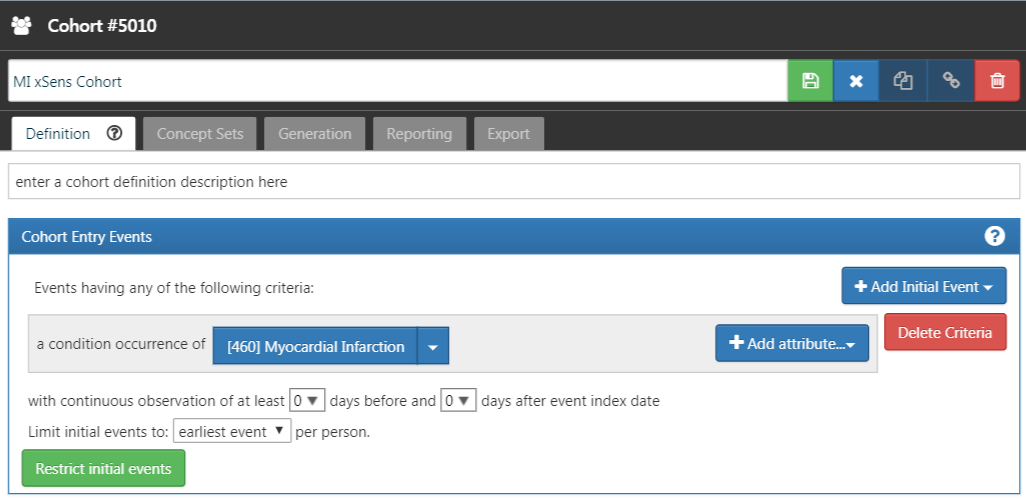 Cohort #5010
MI xSens Cohort
Definition ? Concept Sets Generation Reporting Export
enter a cohort definition description here
Cohort Entry Events ?
Events having any of the following criteria: + Add Initial Event
a condition occurrence of [460] Myocardial Infarction + Add attribute... Delete Criteria
with continuous observation of at least 0 days before and 0 days after event index date
Limit initial events to: earliest event per person.
Restrict initial events